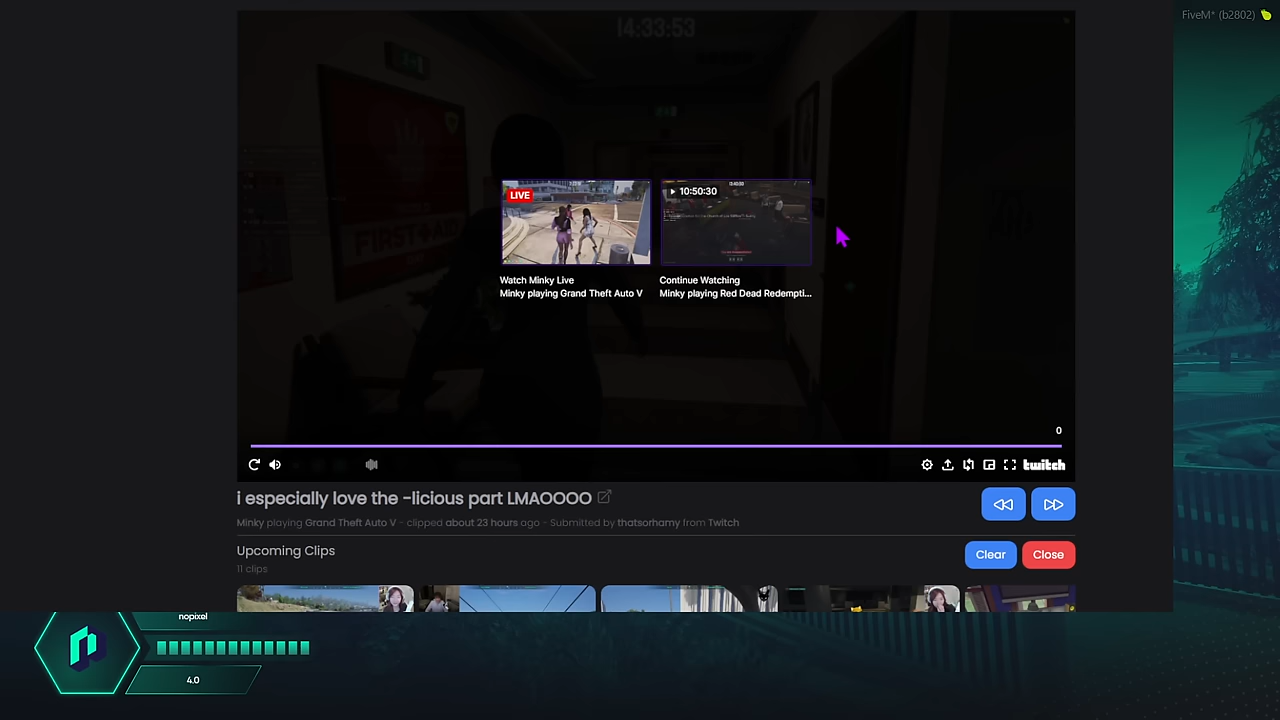 FiveM* (b2802)
14:33:53
FIRST AID
LIVE
10:50:30
Watch Minky Live
Minky playing Grand Theft Auto V
Continue Watching
Minky playing Red Dead Redempti...
0
twitch
i especially love the -licious part LMAOOOO
Minky playing Grand Theft Auto V - clipped about 23 hours ago - Submitted by thatsorhamy from Twitch
Upcoming Clips
11 clips
Clear
Close
nopixel
4.0